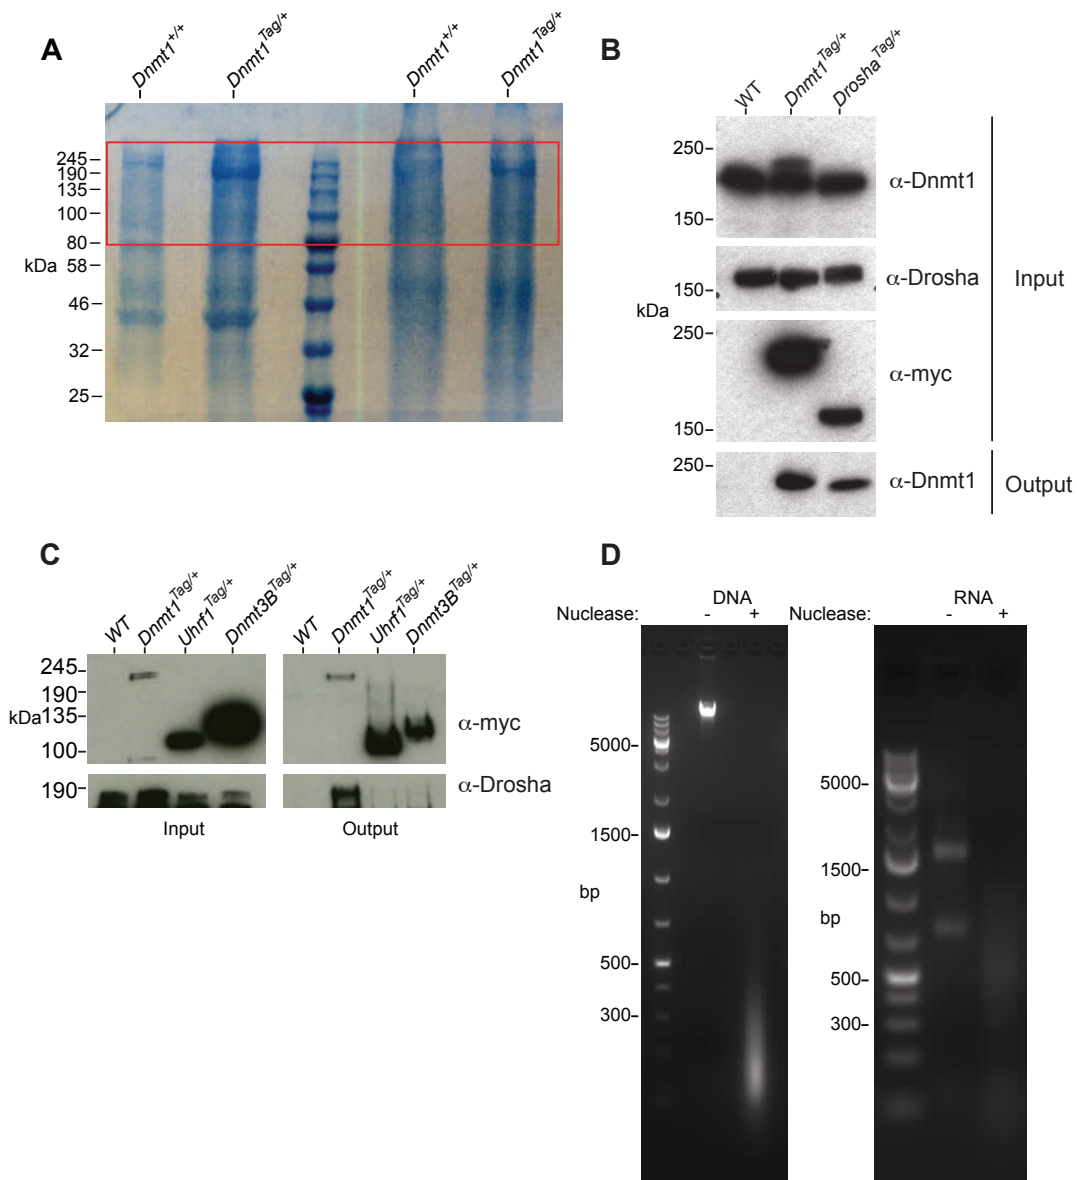 A
Dnmt1+/+
Dnmt1Tag/+
Dnmt1+/+
Dnmt1Tag/+
245
190
135
100
80
kDa
58
46
32
25
B
WT
Dnmt1Tag/+
DroshaTag/+
250
150
α-Dnmt1
150
α-Drosha
Input
kDa
250
α-myc
150
250
α-Dnmt1
Output
C
WT
Dnmt1Tag/+
Uhrf1Tag/+
Dnmt3BTag/+
WT
Dnmt1Tag/+
Uhrf1Tag/+
Dnmt3BTag/+
245
190
kDa
135
100
α-myc
190
α-Drosha
Input
Output
D
DNA
Nuclease: - +
5000
1500
bp
500
300
RNA
Nuclease: - +
5000
1500
bp
500
300